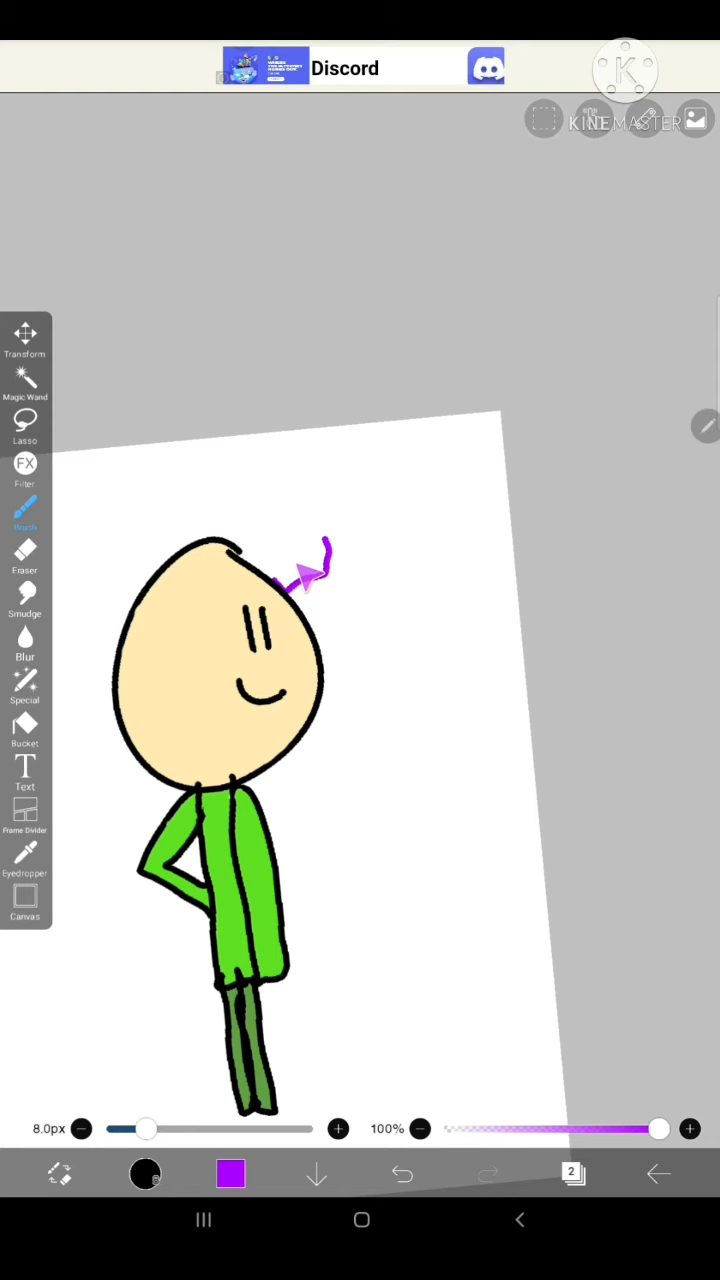 Discord
K
KINEMASTER
Transform
Magic Wand
Lasso
FX
Filter
Brush
Eraser
Smudge
Blur
Special
Bucket
T
Text
Frame Divider
Eyedropper
Canvas
8.0px
100%
2